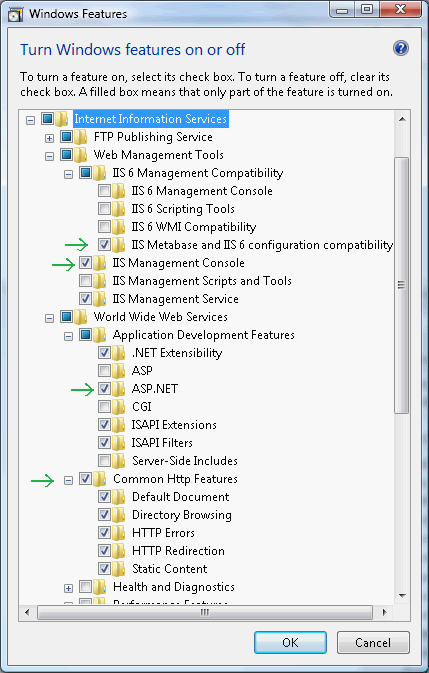 Windows Features
Turn Windows features on or off
To turn a feature on, select its check box. To turn a feature off, clear its
check box. A filled box means that only part of the feature is turned on.
Internet Information Services
FTP Publishing Service
Web Management Tools
IIS 6 Management Compatibility
IIS 6 Management Console
IIS 6 Scripting Tools
IIS 6 WMI Compatibility
IIS Metabase and IIS 6 configuration compatibility
IIS Management Console
IIS Management Scripts and Tools
IIS Management Service
World Wide Web Services
Application Development Features
.NET Extensibility
ASP
ASP.NET
CGI
ISAPI Extensions
ISAPI Filters
Server-Side Includes
Common Http Features
Default Document
Directory Browsing
HTTP Errors
HTTP Redirection
Static Content
Health and Diagnostics
Performance Features
OK
Cancel